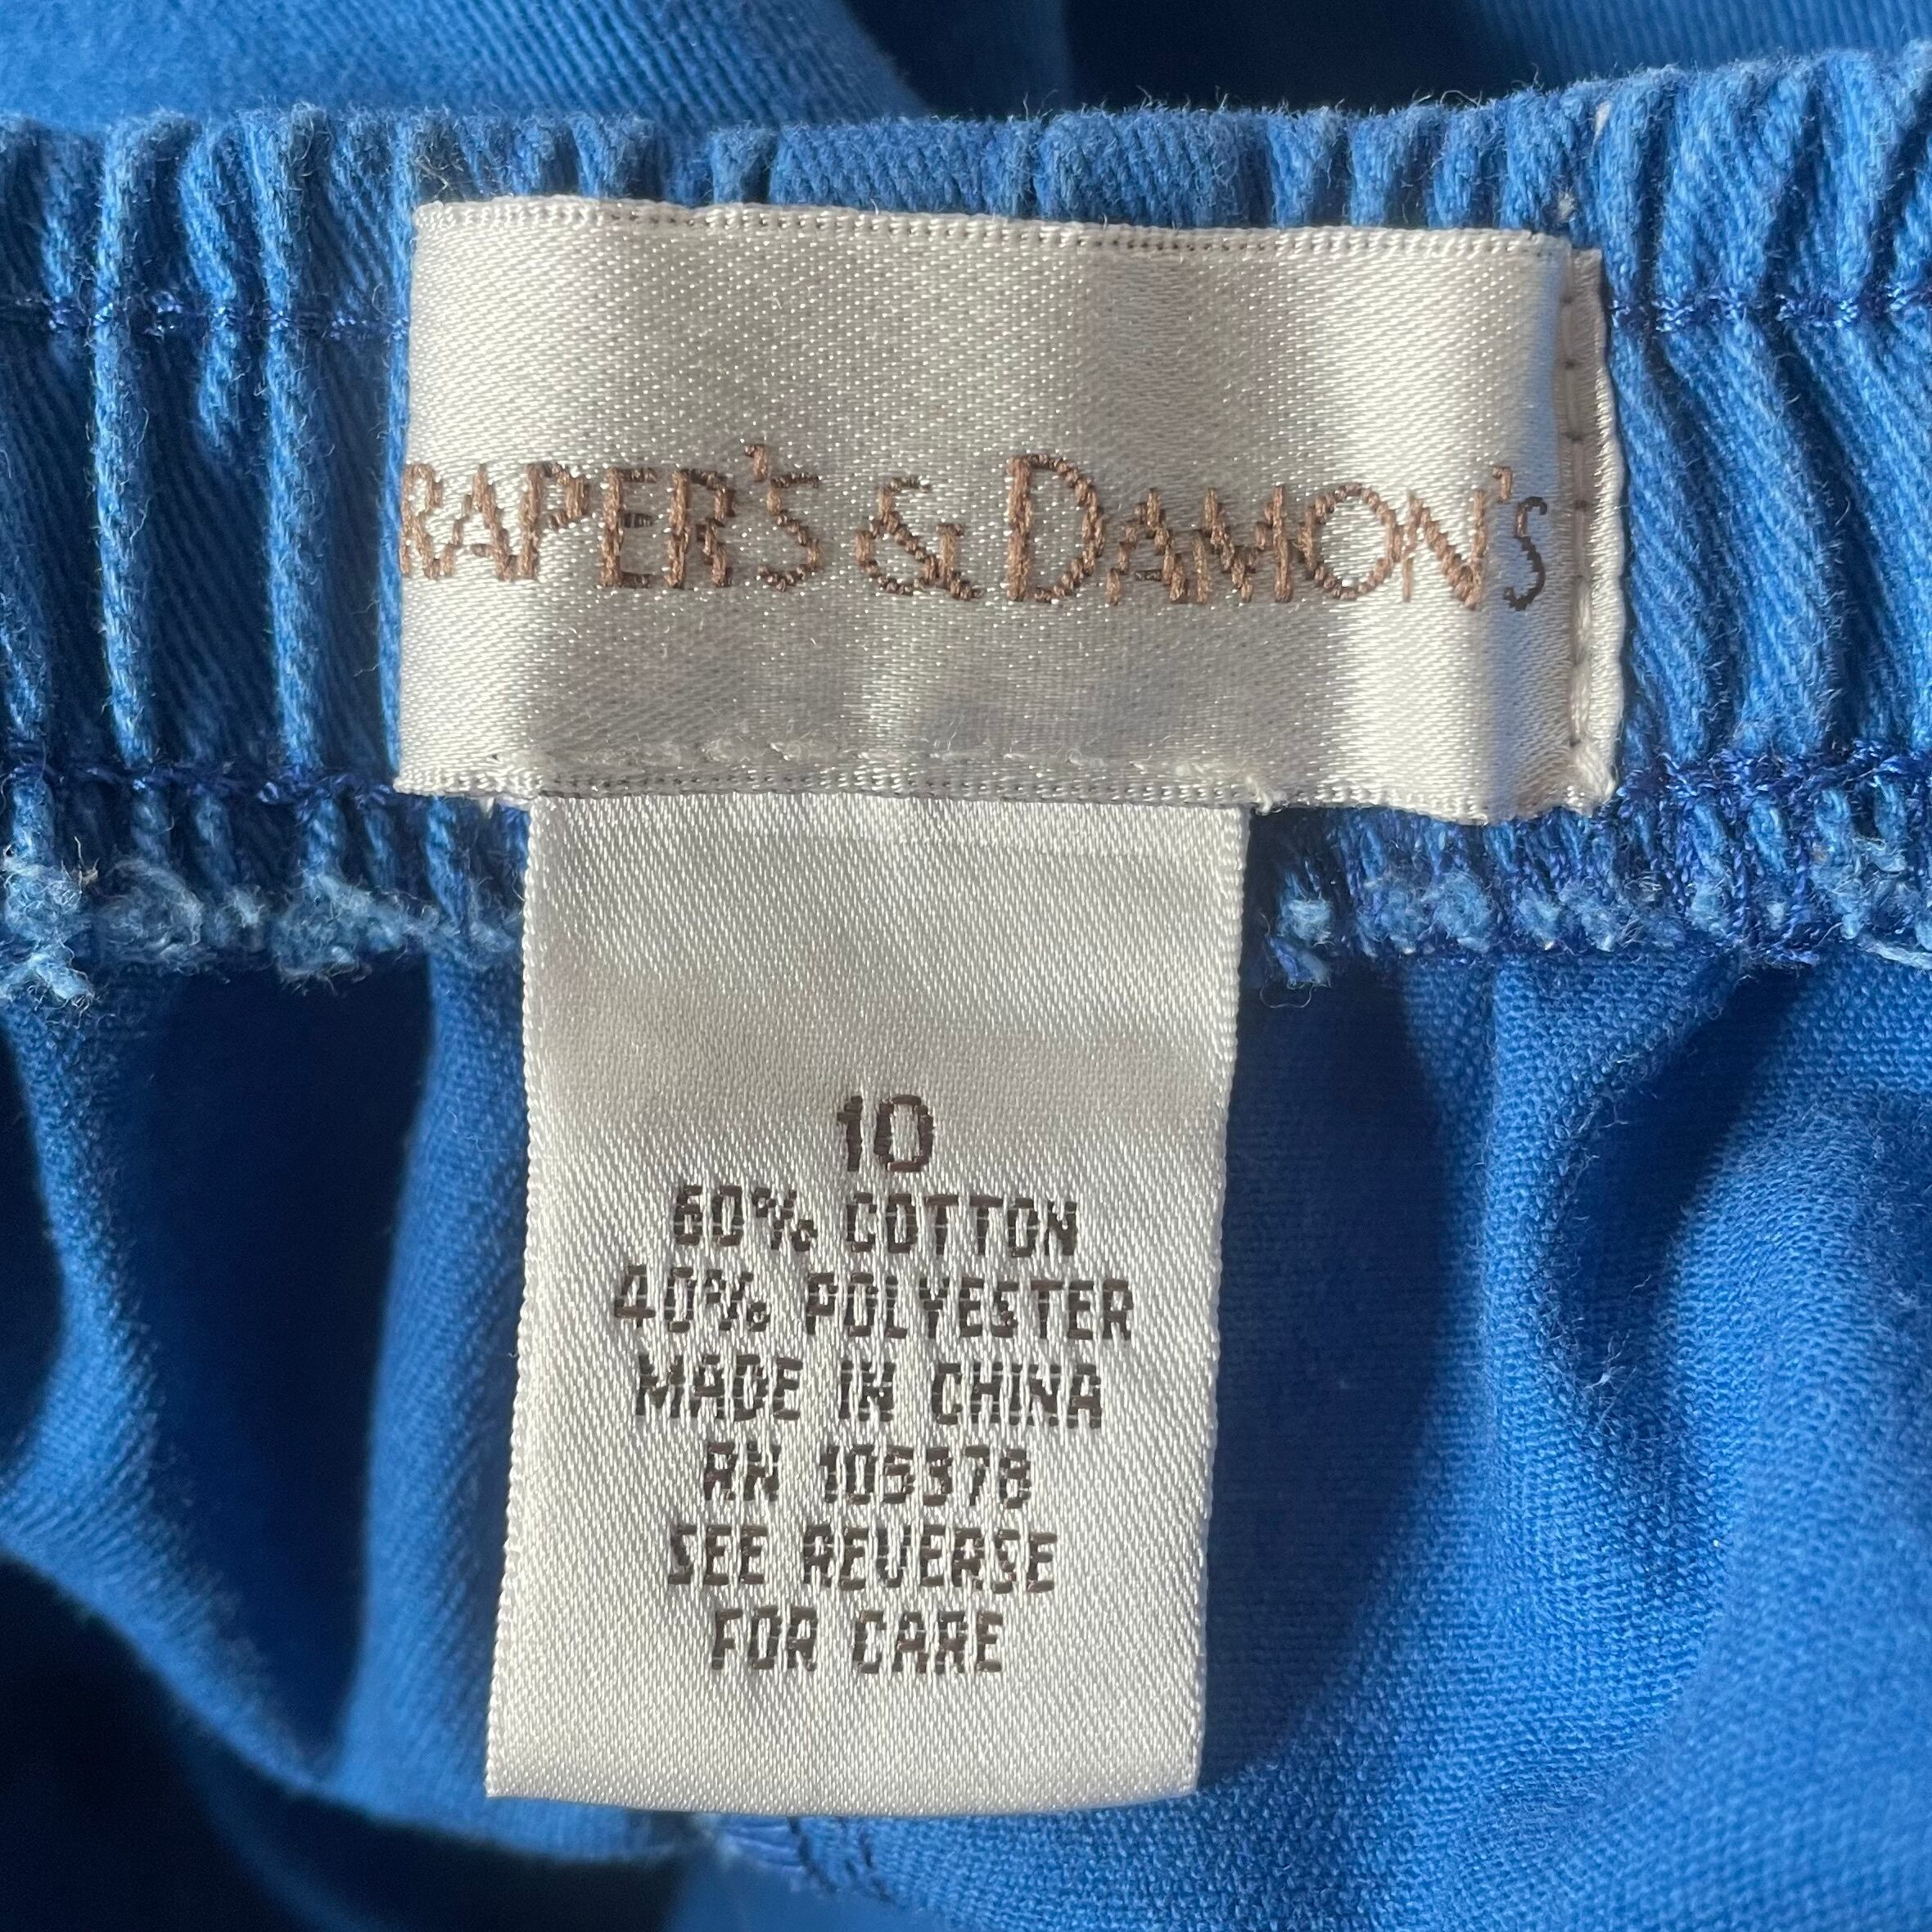 RAPER'S & DAMON'S
10
60% COTTON
40% POLYESTER
MADE IN CHINA
RN 105378
SEE REVERSE
FOR CARE